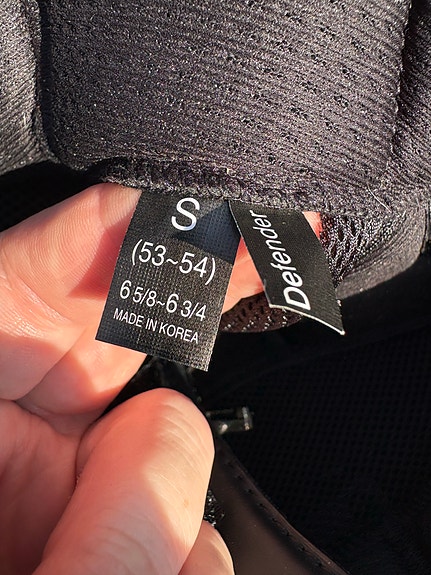 S
(53~54)
6 5/8~6 3/4
MADE IN KOREA
Defender